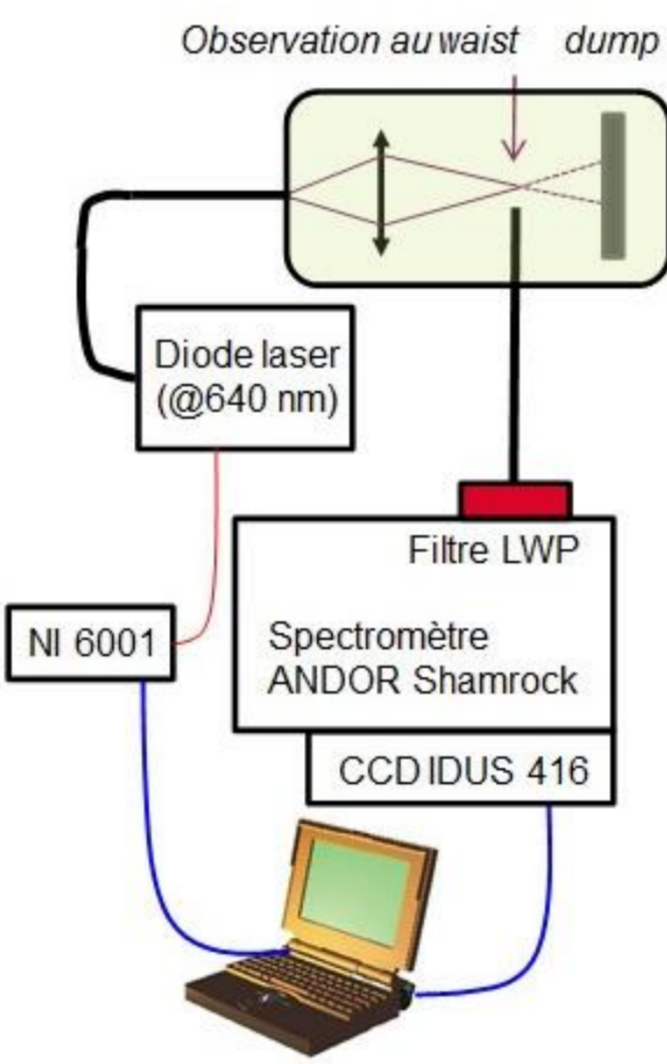 Observation au waist dump
Diode laser
(@640 nm)
Filtre LWP
NI 6001
Spectromètre
ANDOR Shamrock
CCD IDUS 416